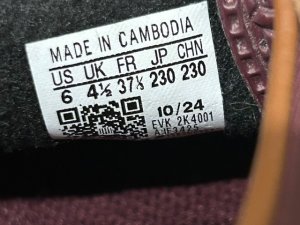 MADE IN CAMBODIA
US UK FR JP CHN
6 4½ 37⅓ 230 230
10/24
EVK 2K4001